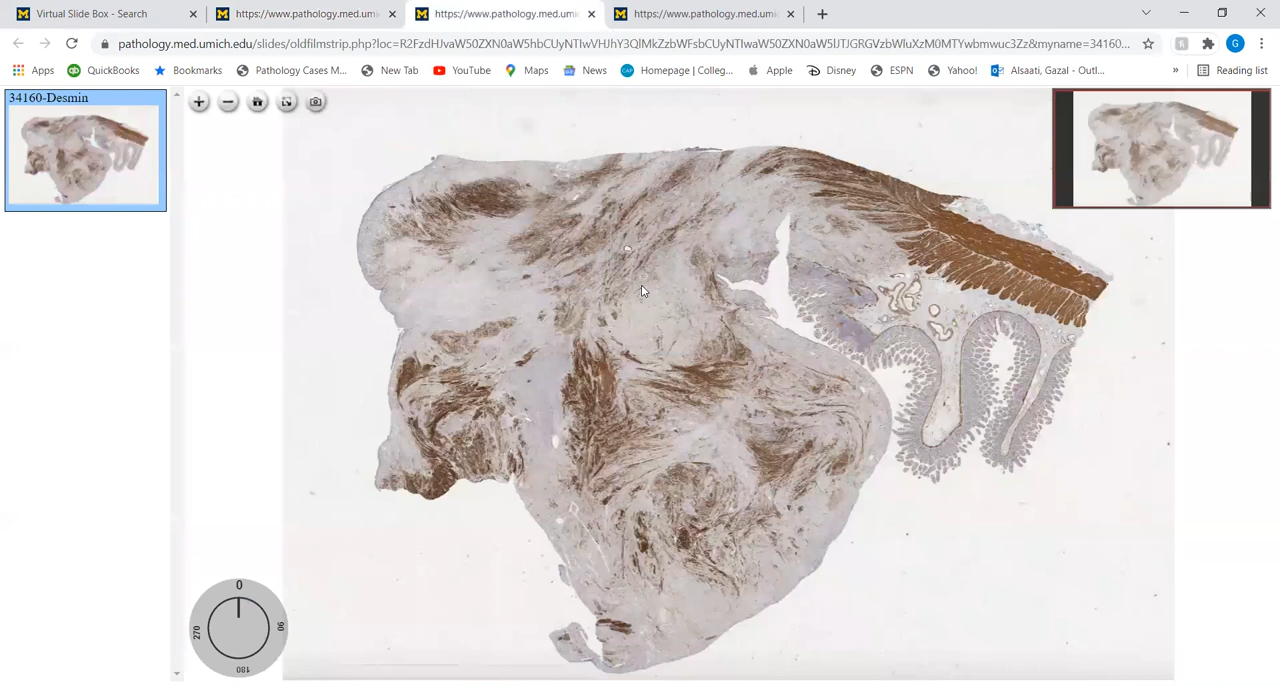 Virtual Slide Box - Search
https://www.pathology.med.umi
https://www.pathology.med.umi
https://www.pathology.med.umi
pathology.med.umich.edu/slides/oldfilmstrip.php?
...&myname=34160...
Apps
QuickBooks
Bookmarks
Pathology Cases M...
New Tab
YouTube
Maps
News
Homepage | Colleg...
Apple
Disney
ESPN
Yahoo!
Alsaati, Gazal - Outl...
»
Reading list
34160-Desmin
0
270
90
180